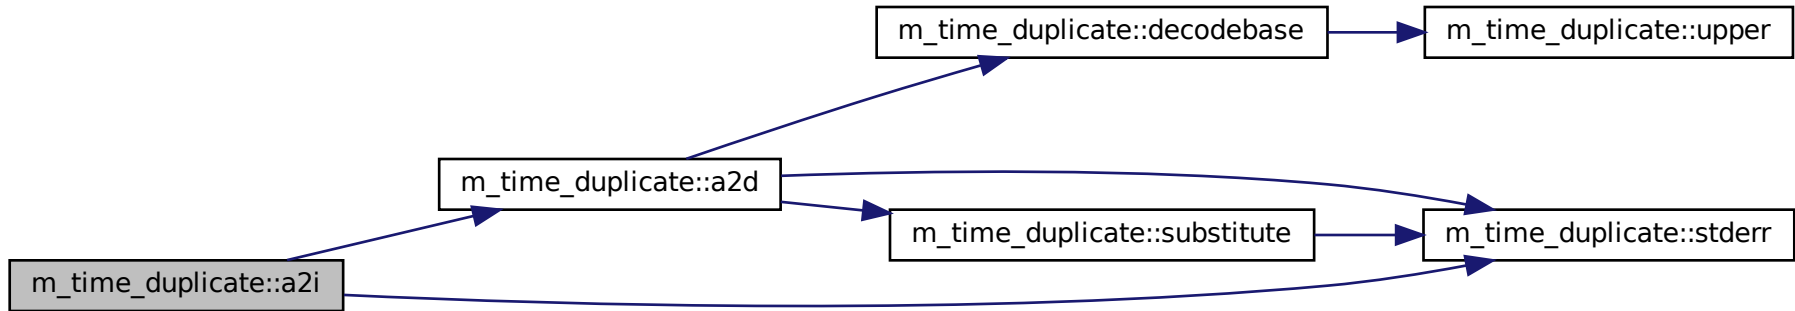 m_time_duplicate::decodebase
m_time_duplicate::upper
m_time_duplicate::a2d
m_time_duplicate::substitute
m_time_duplicate::stderr
m_time_duplicate::a2i